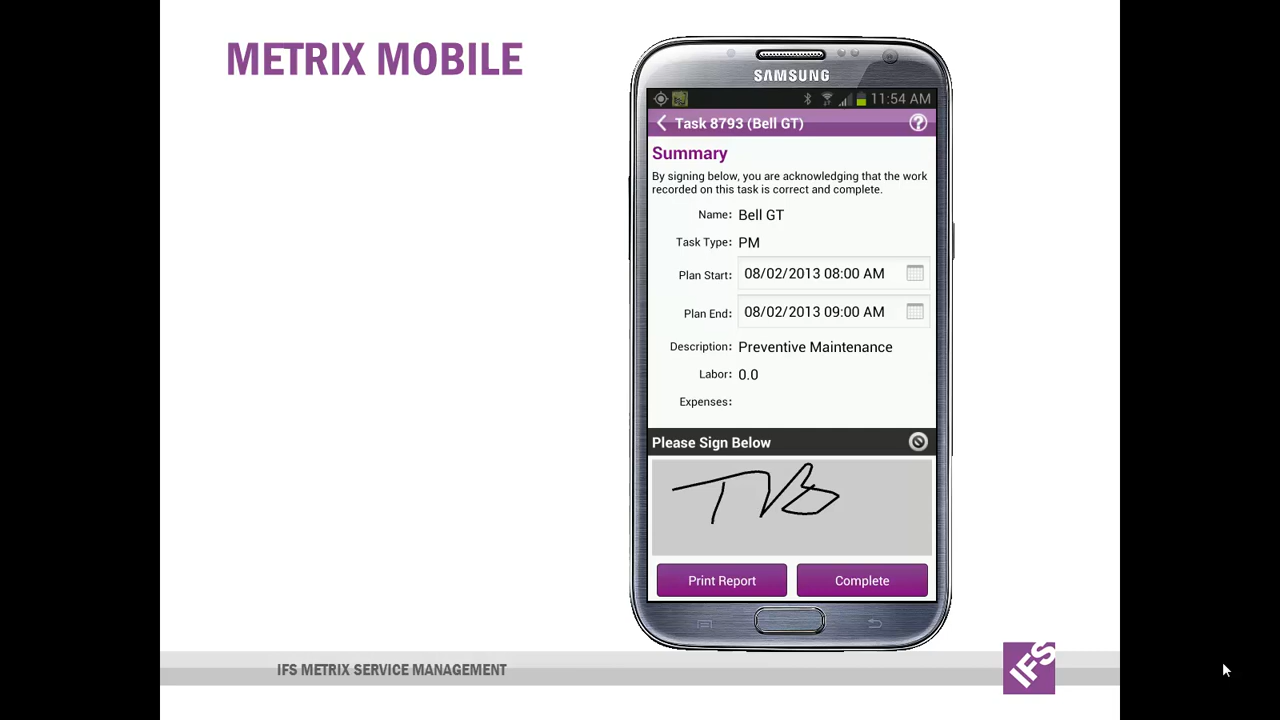 METRIX MOBILE
SAMSUNG
11:54 AM
Task 8793 (Bell GT)
Summary
By signing below, you are acknowledging that the work
recorded on this task is correct and complete.
Name: Bell GT
Task Type: PM
Plan Start: 08/02/2013 08:00 AM
Plan End: 08/02/2013 09:00 AM
Description: Preventive Maintenance
Labor: 0.0
Expenses:
Please Sign Below
Print Report
Complete
IFS METRIX SERVICE MANAGEMENT
IFS